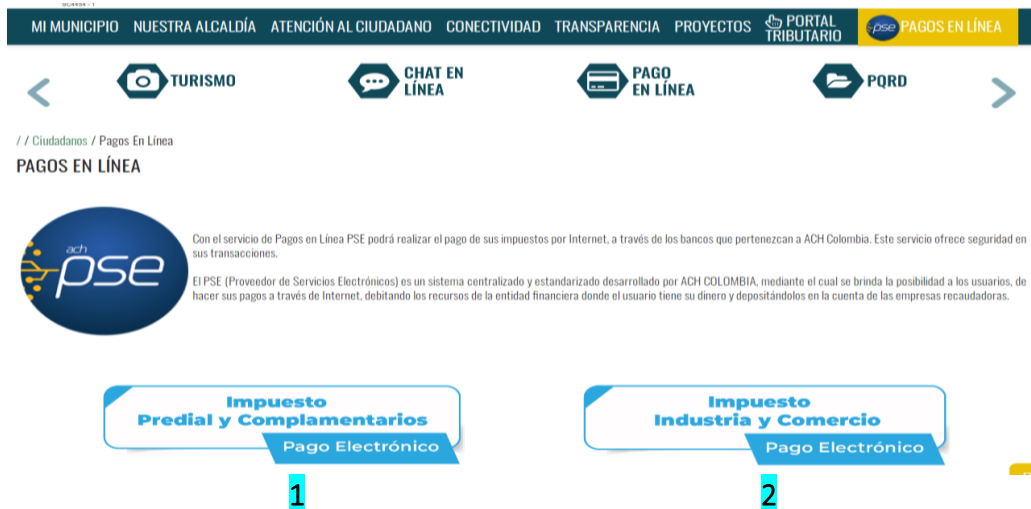 MI MUNICIPIO NUESTRA ALCALDÍA ATENCIÓN AL CIUDADANO CONECTIVIDAD TRANSPARENCIA PROYECTOS PORTAL TRIBUTARIO pse PAGOS EN LÍNEA
TURISMO
CHAT EN
LÍNEA
PAGO
EN LÍNEA
PQRD
/ / Ciudadanos / Pagos En Línea
PAGOS EN LÍNEA
ach
pse
Con el servicio de Pagos en Línea PSE podrá realizar el pago de sus impuestos por Internet, a través de los bancos que pertenezcan a ACH Colombia. Este servicio ofrece seguridad en
sus transacciones.
El PSE (Proveedor de Servicios Electrónicos) es un sistema centralizado y estandarizado desarrollado por ACH COLOMBIA, mediante el cual se brinda la posibilidad a los usuarios, de
hacer sus pagos a través de Internet, debitando los recursos de la entidad financiera donde el usuario tiene su dinero y depositándolos en la cuenta de las empresas recaudadoras.
Impuesto
Predial y Complementarios
Pago Electrónico
Impuesto
Industria y Comercio
Pago Electrónico
1
2